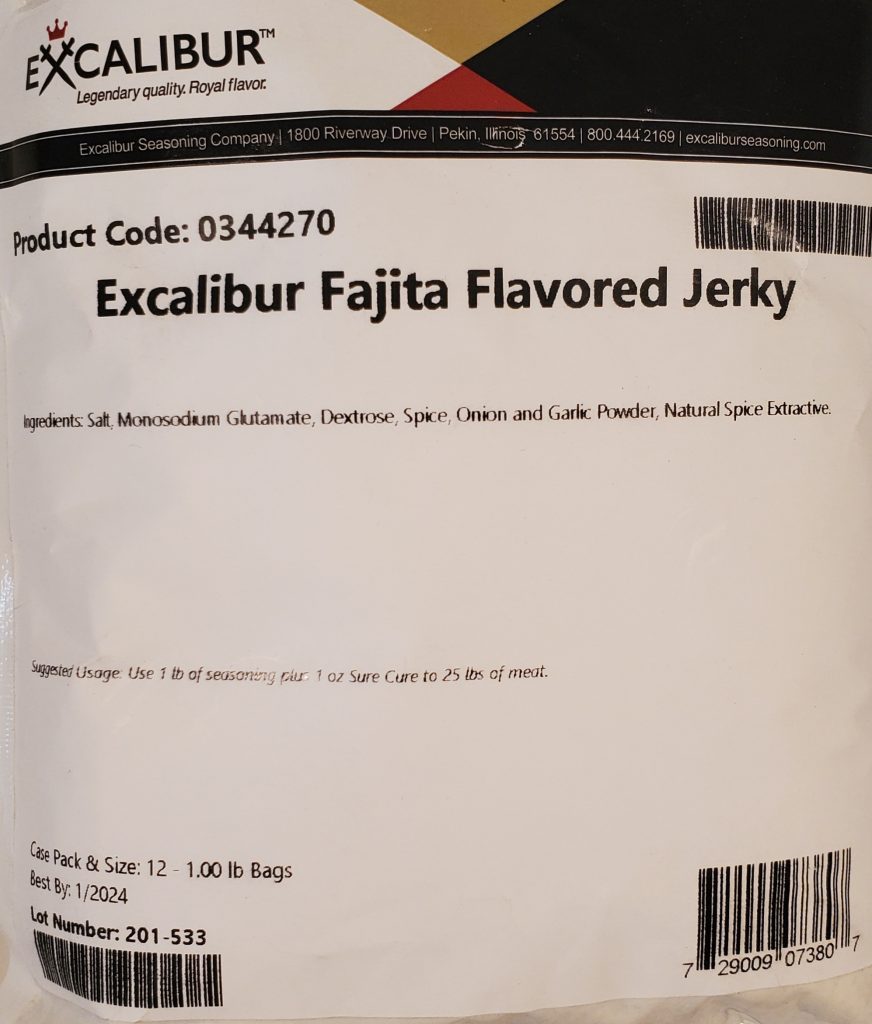 EXCALIBUR™
Legendary quality. Royal flavor.
Excalibur Seasoning Company | 1800 Riverway Drive | Pekin, Illinois 61554 | 800.444.2169 | excaliburseasoning.com
Product Code: 0344270
Excalibur Fajita Flavored Jerky
Ingredients: Salt, Monosodium Glutamate, Dextrose, Spice, Onion and Garlic Powder, Natural Spice Extractive.
Suggested Usage: Use 1 lb of seasoning plus 1 oz Sure Cure to 25 lbs of meat.
Case Pack & Size: 12 - 1.00 lb Bags
Best By: 1/2024
Lot Number: 201-533
7 29009 07380 7